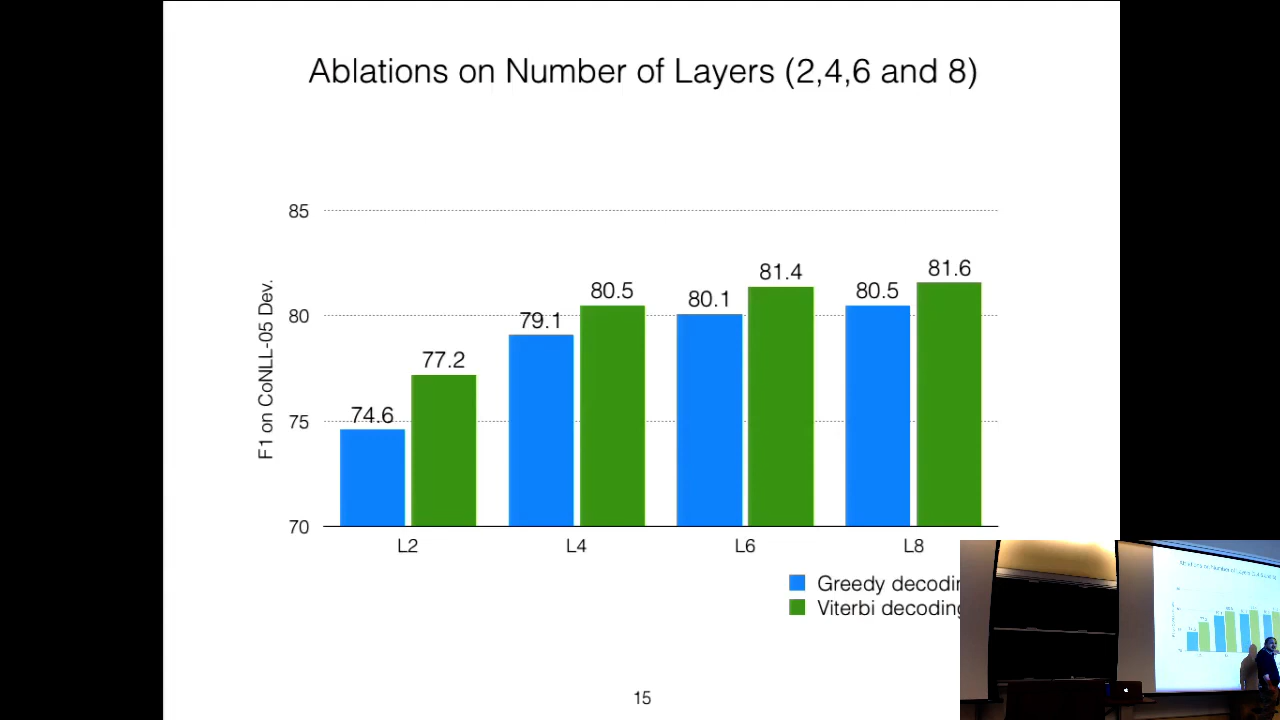 Ablations on Number of Layers (2,4,6 and 8)
F1 on CoNLL-05 Dev.
85
80
75
70
74.6
77.2
79.1
80.5
80.1
81.4
80.5
81.6
L2
L4
L6
L8
Greedy decodin
Viterbi decoding
15